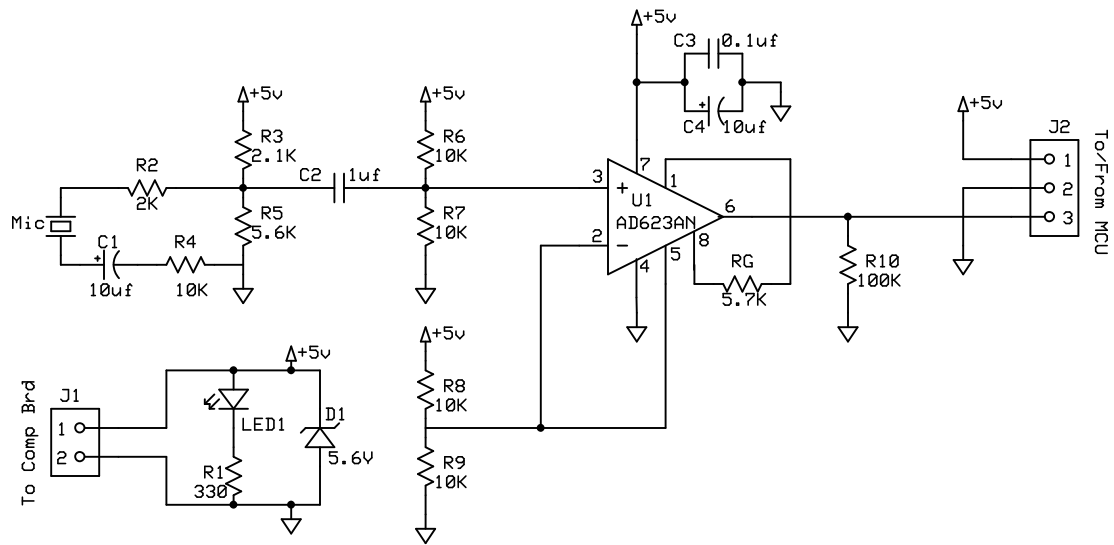 +5v
C3
0.1uf
C4
+
10uf
+5v
R3
2.1K
+5v
R6
10K
+5v
J2
1
2
3
To/From MCU
R2
2K
C2
1uf
Mic
R5
5.6K
R7
10K
C1
+
10uf
R4
10K
3
+
7
1
U1
AD623AN
6
2
−
8
4
5
RG
5.7K
R10
100K
+5v
R8
10K
R9
10K
To Comp Brd
J1
1
2
+5v
LED1
D1
5.6V
R1
330